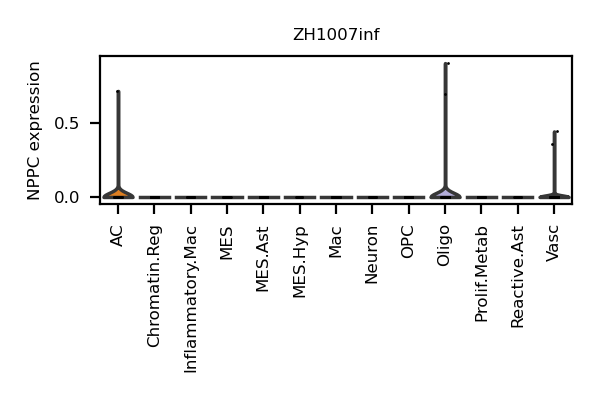 ZH1007inf
NPPC expression
0.5
0.0
AC
Chromatin.Reg
Inflammatory.Mac
MES
MES.Ast
MES.Hyp
Mac
Neuron
OPC
Oligo
Prolif.Metab
Reactive.Ast
Vasc